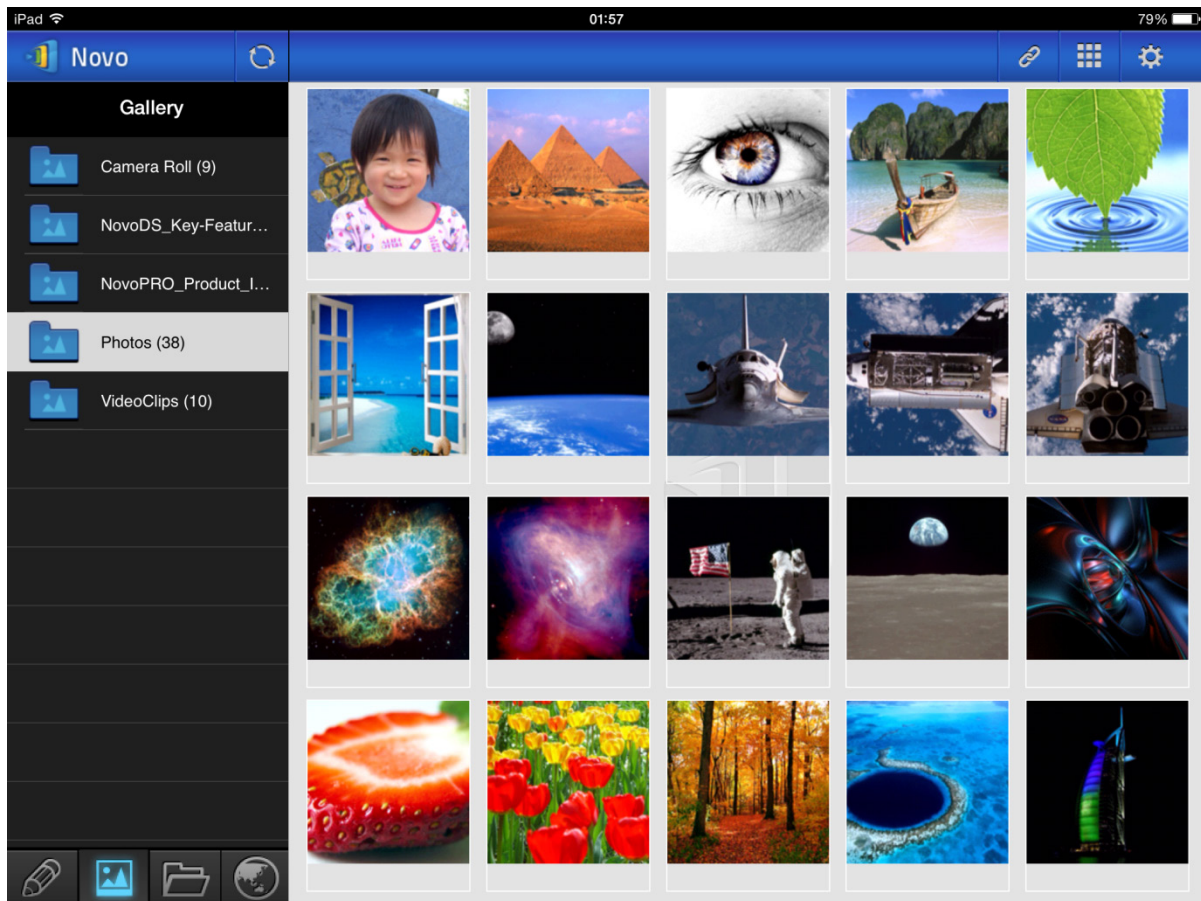 iPad 01:57 79%
Novo
Gallery
Camera Roll (9)
NovoDS_Key-Featur...
NovoPRO_Product_I...
Photos (38)
VideoClips (10)